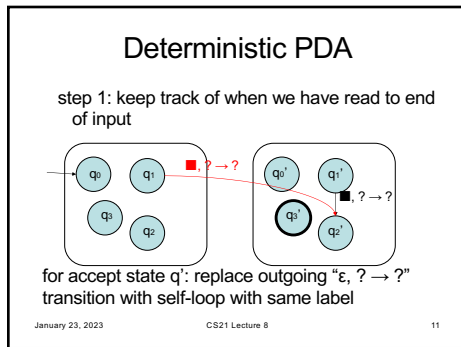 Deterministic PDA
step 1: keep track of when we have read to end
of input
■, ? → ?
q₀ q₁ q₀’ q₁’
■, ? → ?
q₃ q₃’
q₂ q₂’
for accept state q’: replace outgoing “ε, ? → ?”
transition with self-loop with same label
January 23, 2023 CS21 Lecture 8 11